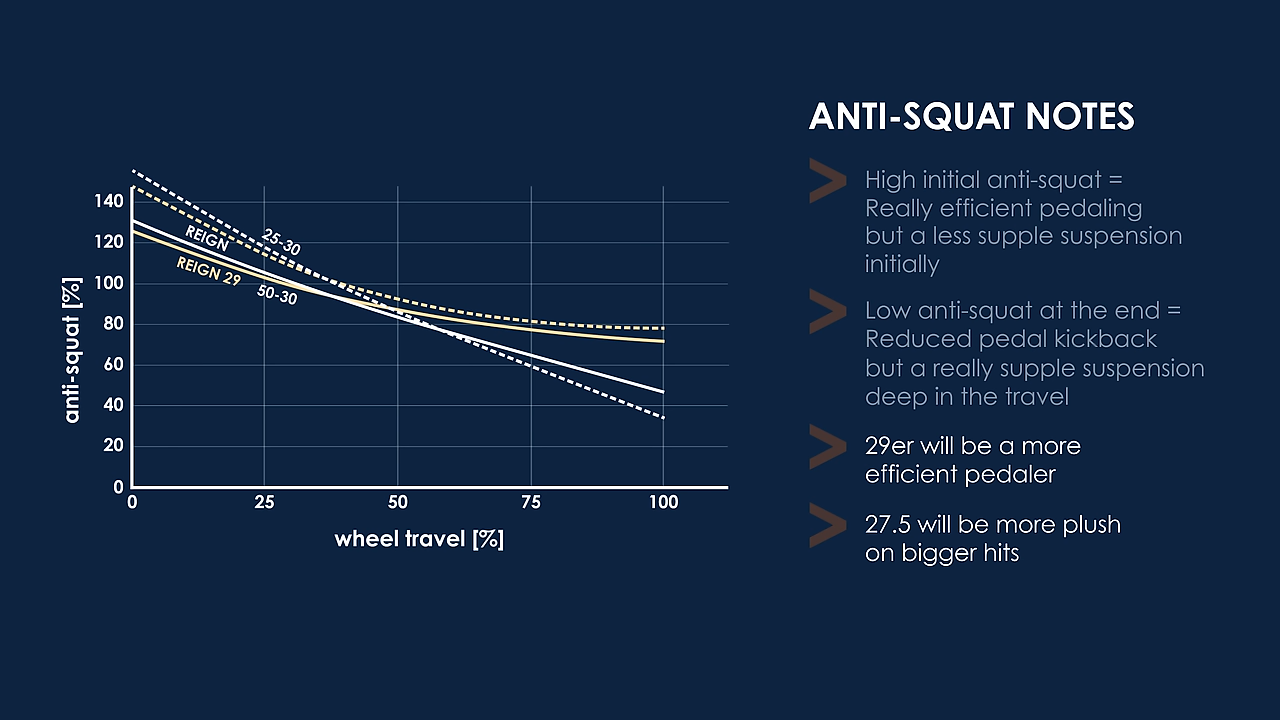 ANTI-SQUAT NOTES
> High initial anti-squat =
Really efficient pedaling
but a less supple suspension
initially
> Low anti-squat at the end =
Reduced pedal kickback
but a really supple suspension
deep in the travel
> 29er will be a more
efficient pedaler
> 27.5 will be more plush
on bigger hits
anti-squat [%]
140
120
100
80
60
40
20
0
REIGN
REIGN 29
25-30
50-30
0 25 50 75 100
wheel travel [%]